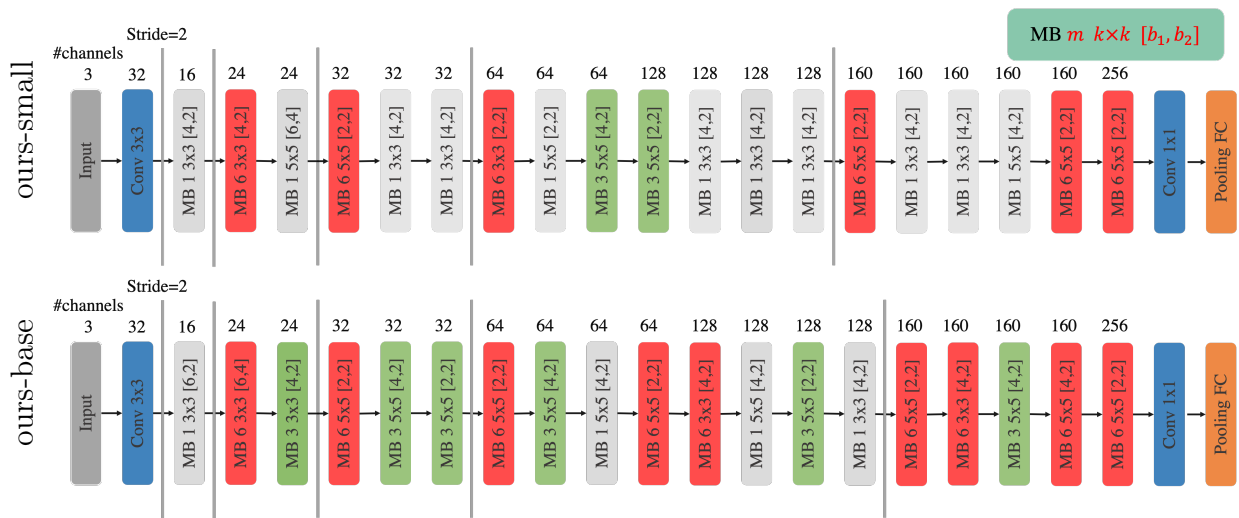 MB m k×k [b₁, b₂]
Stride=2
#channels
3 32 16 24 24 32 32 32 64 64 64 128 128 128 128 160 160 160 160 160 256
ours-small
Input
Conv 3x3
MB 1 3x3 [4,2]
MB 6 3x3 [4,2]
MB 1 5x5 [6,4]
MB 6 5x5 [2,2]
MB 1 3x3 [4,2]
MB 1 3x3 [4,2]
MB 6 3x3 [2,2]
MB 1 5x5 [2,2]
MB 3 5x5 [4,2]
MB 3 5x5 [2,2]
MB 1 3x3 [4,2]
MB 1 3x3 [4,2]
MB 1 3x3 [4,2]
MB 6 5x5 [2,2]
MB 1 3x3 [4,2]
MB 1 3x3 [4,2]
MB 1 5x5 [4,2]
MB 6 5x5 [2,2]
MB 6 5x5 [2,2]
Conv 1x1
Pooling FC
Stride=2
#channels
3 32 16 24 24 32 32 32 64 64 64 64 128 128 128 128 160 160 160 160 256
ours-base
Input
Conv 3x3
MB 1 3x3 [6,2]
MB 6 3x3 [6,4]
MB 3 3x3 [4,2]
MB 6 5x5 [2,2]
MB 3 5x5 [4,2]
MB 3 5x5 [2,2]
MB 6 5x5 [2,2]
MB 3 5x5 [4,2]
MB 1 5x5 [4,2]
MB 6 5x5 [2,2]
MB 6 3x3 [4,2]
MB 1 5x5 [4,2]
MB 3 5x5 [2,2]
MB 1 3x3 [4,2]
MB 6 5x5 [2,2]
MB 6 3x3 [4,2]
MB 3 5x5 [4,2]
MB 6 5x5 [4,2]
MB 6 5x5 [2,2]
Conv 1x1
Pooling FC